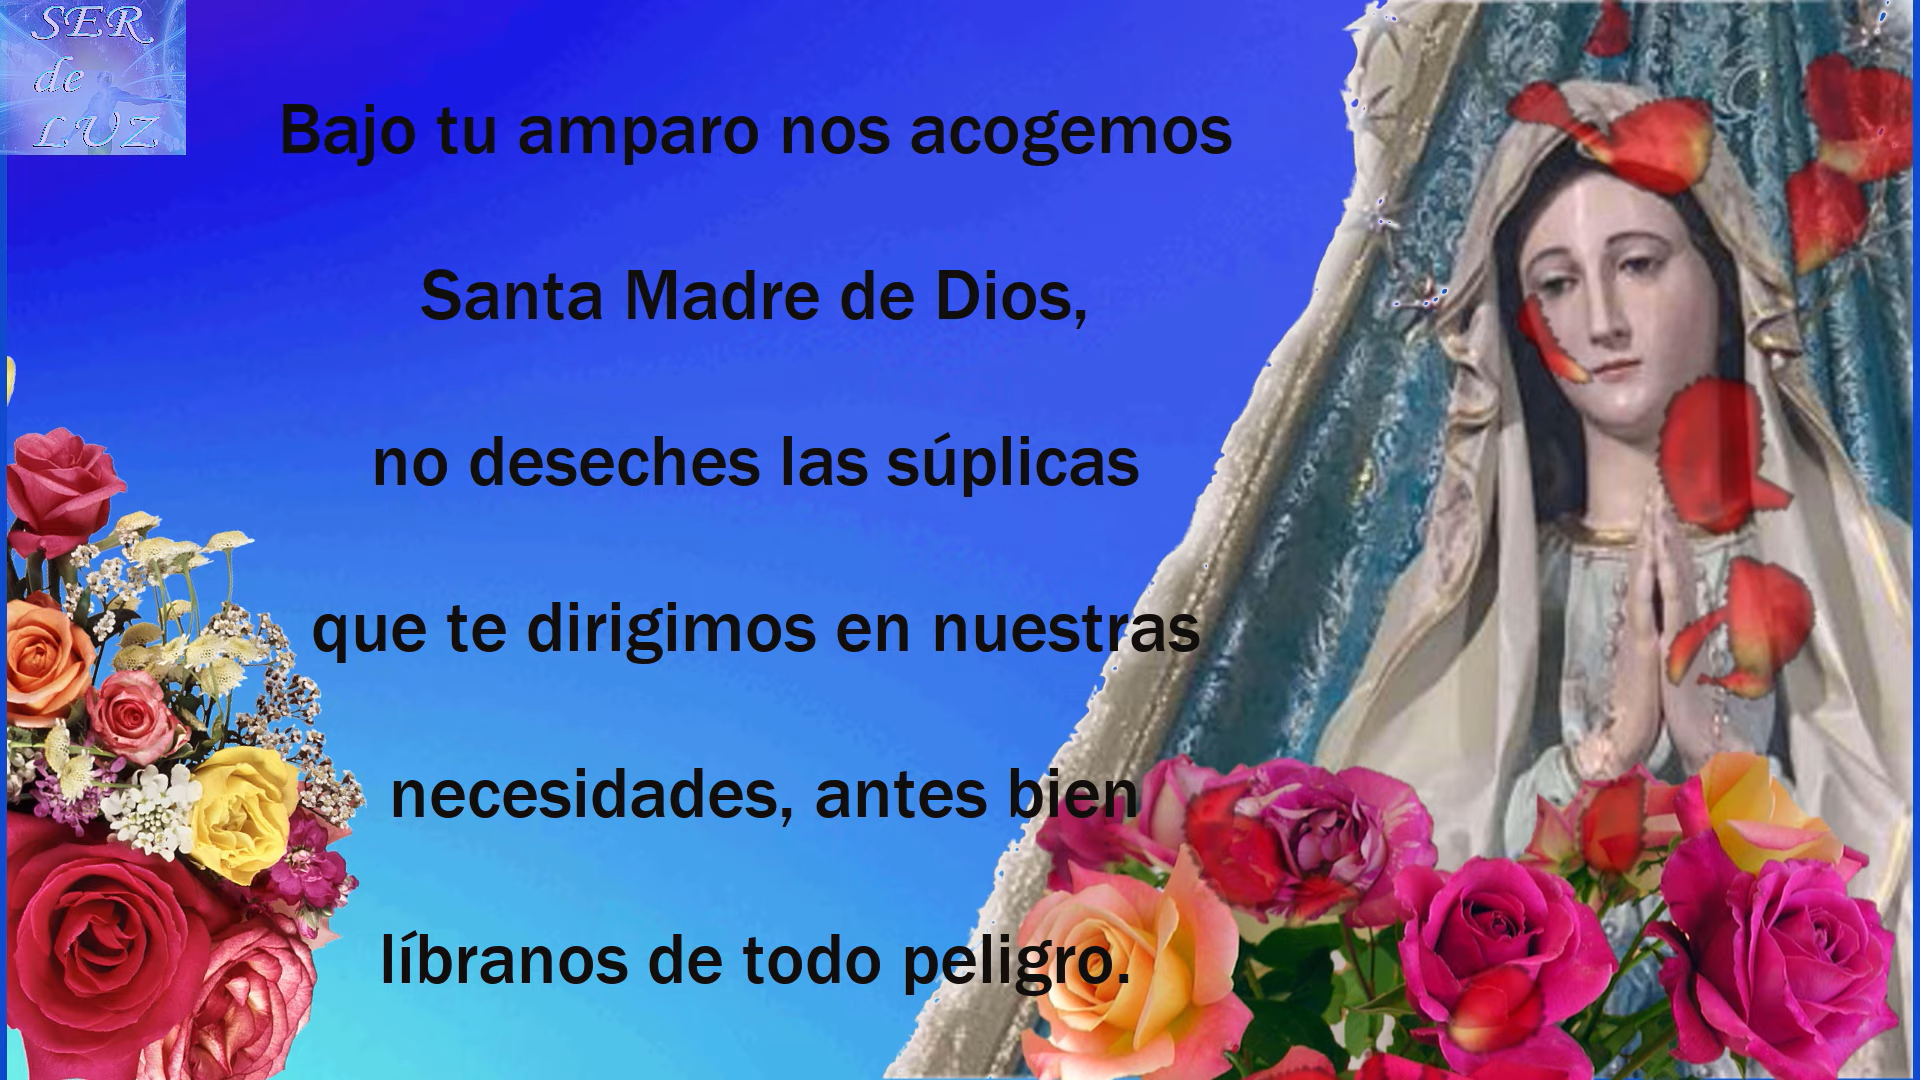 SER
de
LUZ
Bajo tu amparo nos acogemos
Santa Madre de Dios,
no deseches las súplicas
que te dirigimos en nuestras
necesidades, antes bien
líbranos de todo peligro.